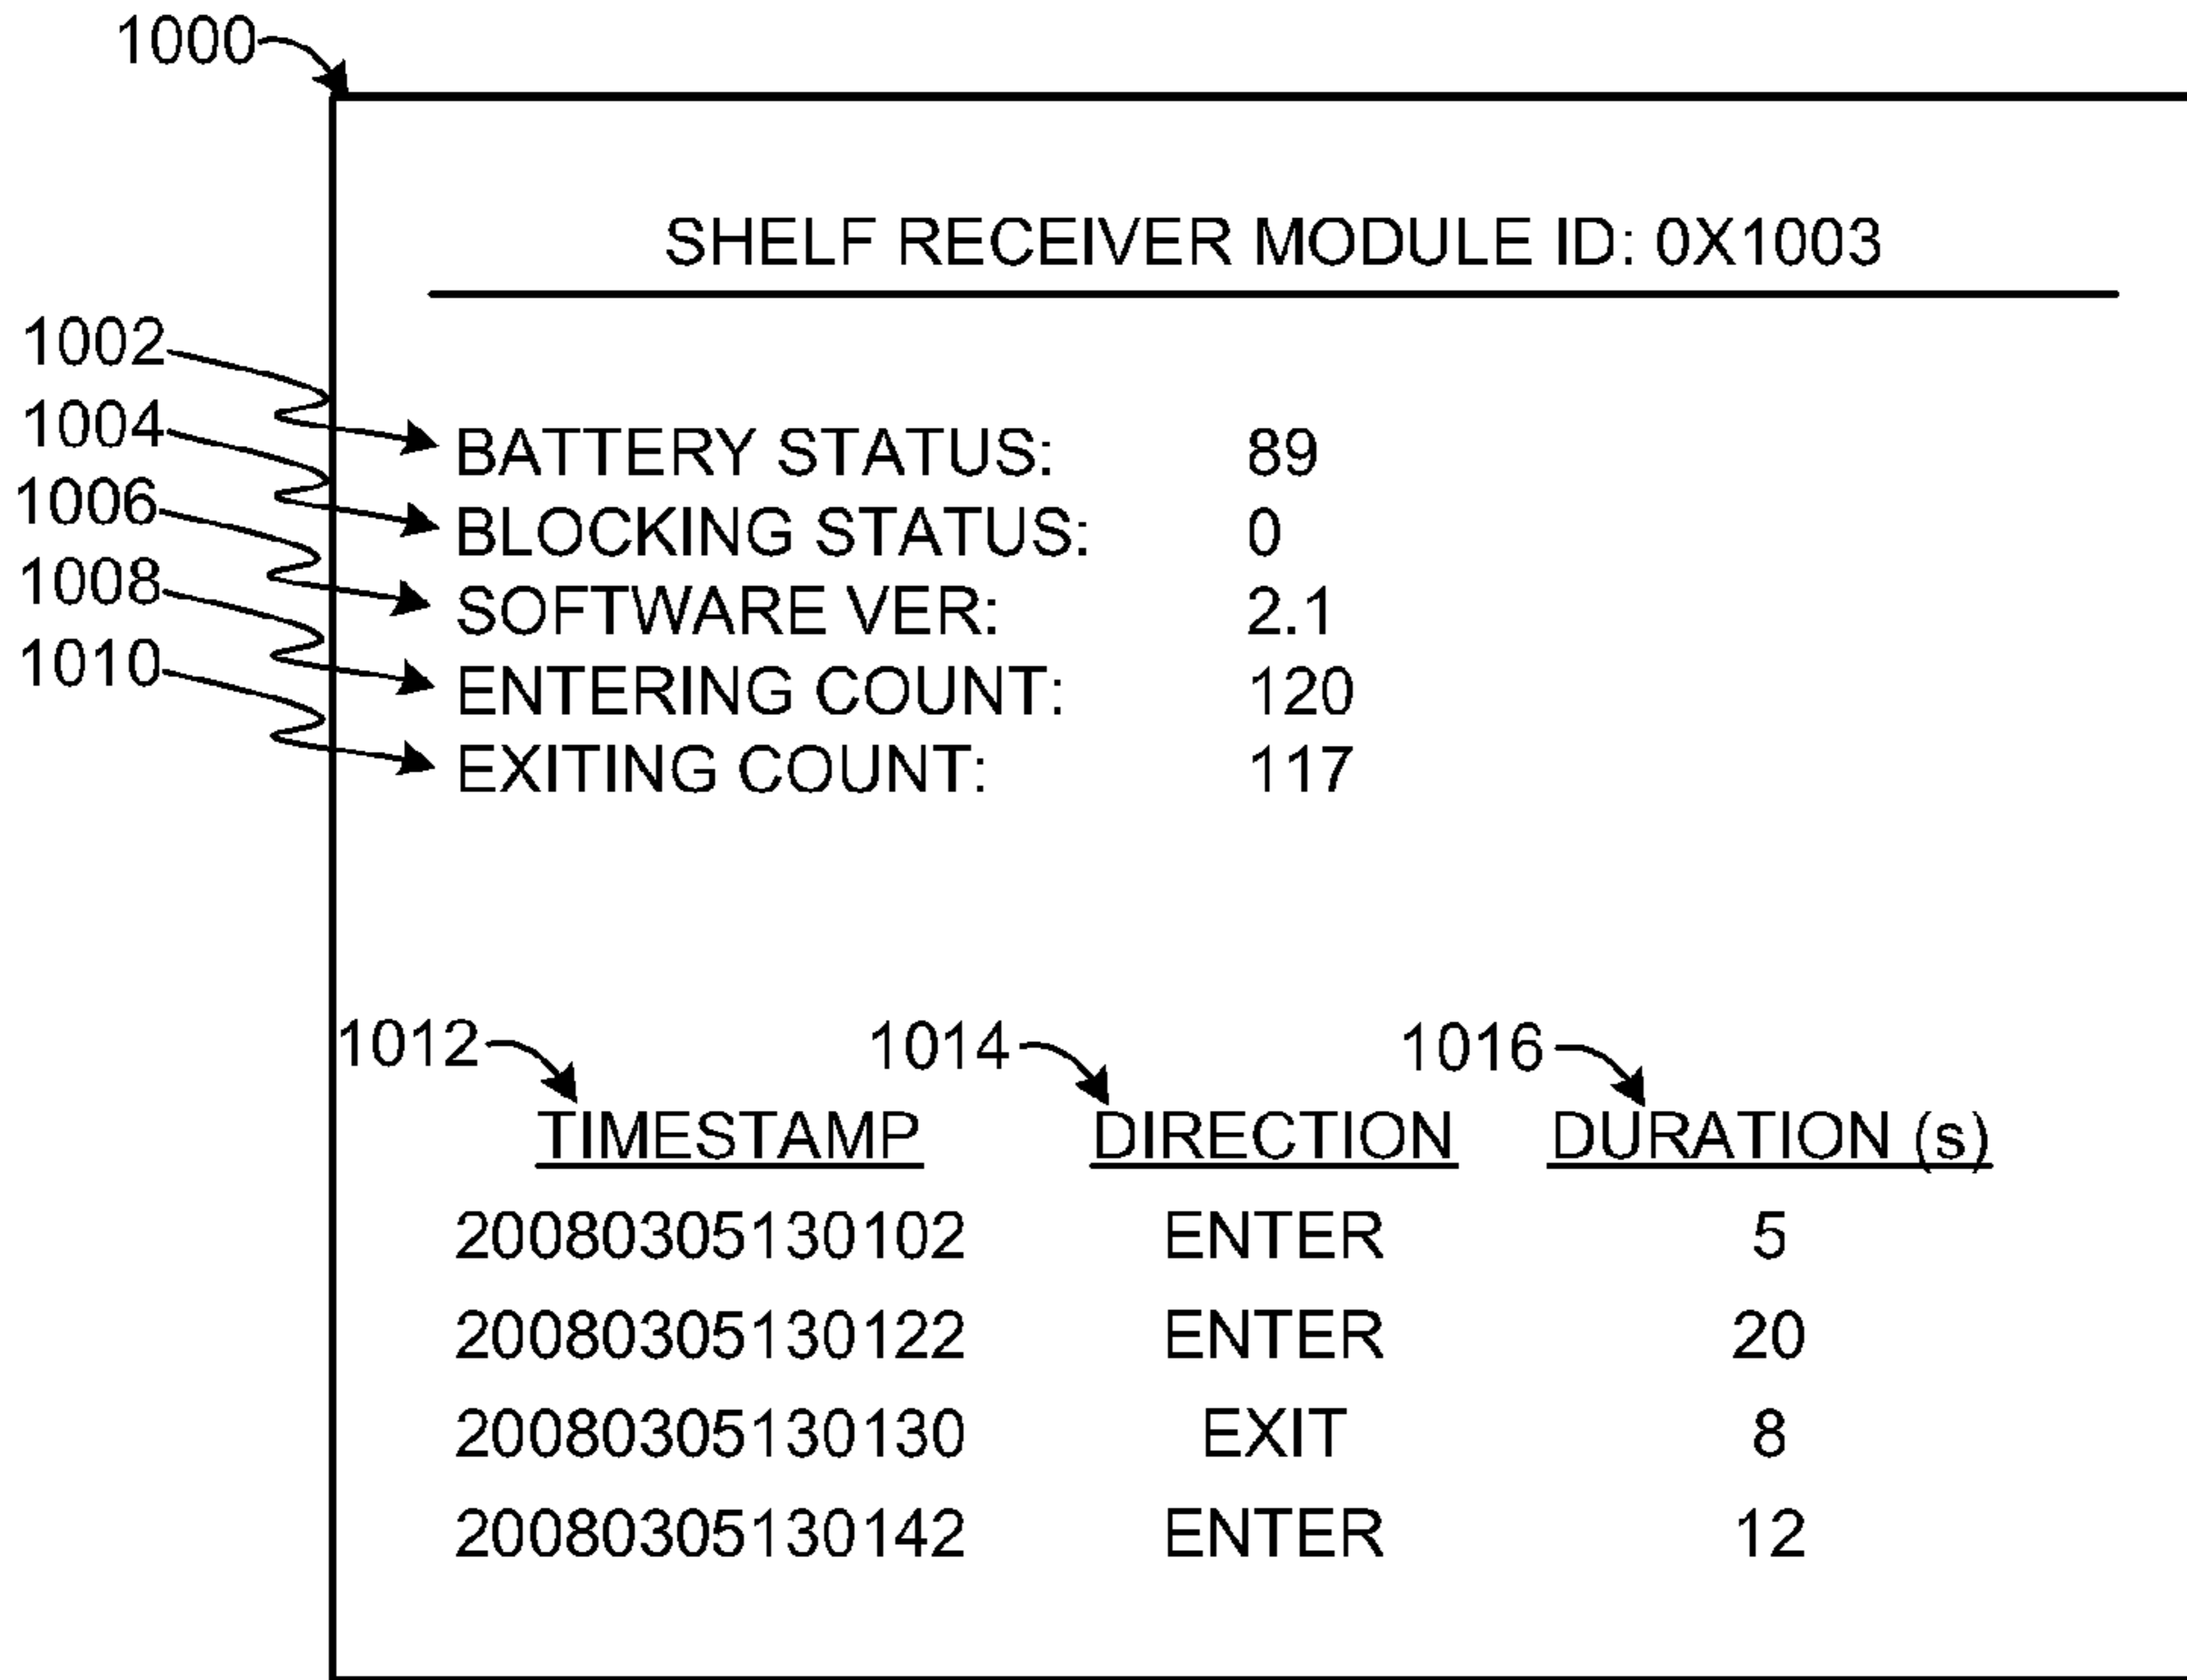 1000
SHELF RECEIVER MODULE ID: 0X1003
1002
BATTERY STATUS: 89
1004
BLOCKING STATUS: 0
1006
SOFTWARE VER: 2.1
1008
ENTERING COUNT: 120
1010
EXITING COUNT: 117
1012 1014 1016
TIMESTAMP DIRECTION DURATION (s)
20080305130102 ENTER 5
20080305130122 ENTER 20
20080305130130 EXIT 8
20080305130142 ENTER 12